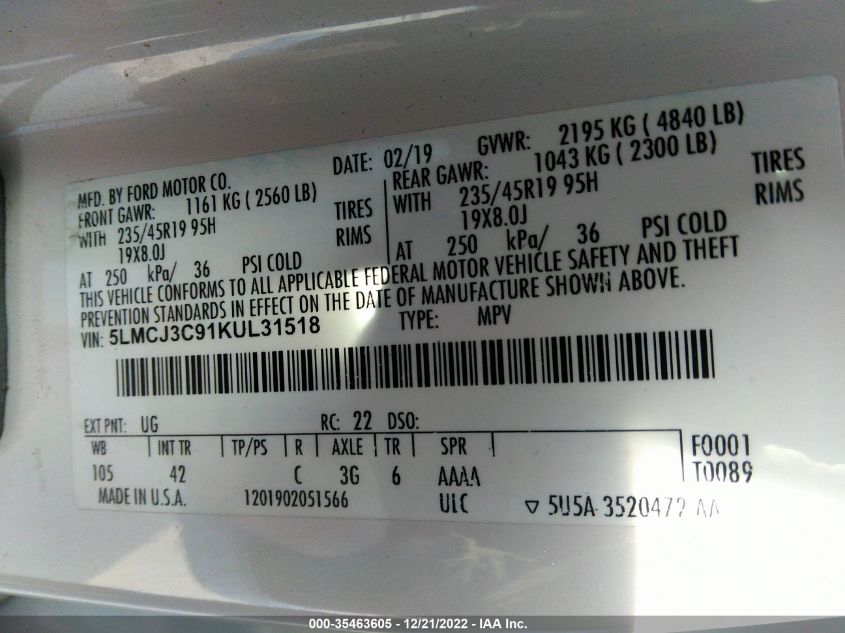 MFD. BY FORD MOTOR CO. DATE: 02/19 GVWR: 2195 KG ( 4840 LB)
FRONT GAWR: 1161 KG ( 2560 LB) REAR GAWR: 1043 KG ( 2300 LB)
WITH 235/45R19 95H TIRES WITH 235/45R19 95H TIRES
19X8.0J RIMS 19X8.0J RIMS
AT 250 kPa/ 36 PSI COLD AT 250 kPa/ 36 PSI COLD
THIS VEHICLE CONFORMS TO ALL APPLICABLE FEDERAL MOTOR VEHICLE SAFETY AND THEFT
PREVENTION STANDARDS IN EFFECT ON THE DATE OF MANUFACTURE SHOWN ABOVE.
VIN: 5LMCJ3C91KUL31518 TYPE: MPV
EXT PNT: UG RC: 22 DSO:
WB INT TR TP/PS R AXLE TR SPR F0001
105 42 C 3G 6 AAAA T0089
MADE IN U.S.A. 1201902051566 ULC ▽ 5U5A-3520472-AA
000-35463605 - 12/21/2022 - IAA Inc.